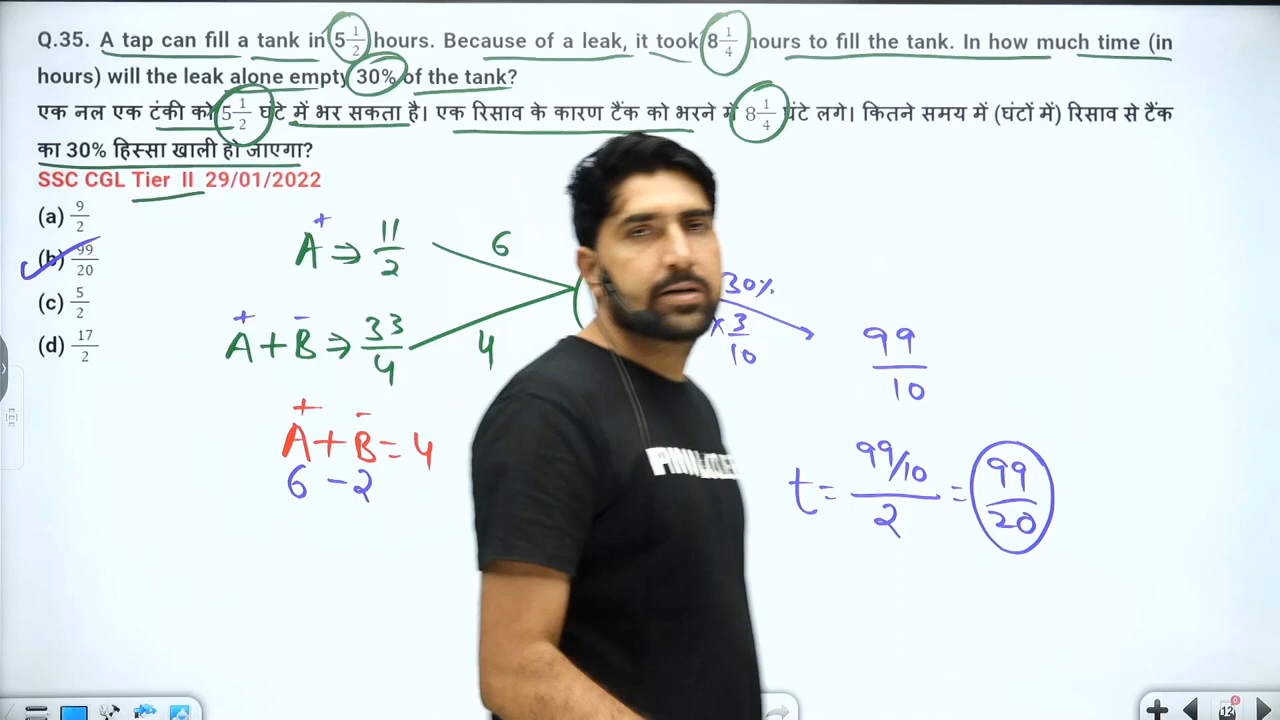 Q.35. A tap can fill a tank in 5 1/2 hours. Because of a leak, it took 8 1/4 hours to fill the tank. In how much time (in
hours) will the leak alone empty 30% of the tank?
एक नल एक टंकी को 5 1/2 घंटे में भर सकता है। एक रिसाव के कारण टैंक को भरने में 8 1/4 घंटे लगे। कितने समय में (घंटों में) रिसाव से टैंक
का 30% हिस्सा खाली हो जाएगा?
SSC CGL Tier II 29/01/2022
(a) 9/2
(b) 99/20
(c) 5/2
(d) 17/2
+
A ⇒ 11/2
6
+ -
A + B ⇒ 33/4
4
30%
× 3/10
99/10
+ -
A + B = 4
6 - 2
t = 99/10 / 2 = 99/20
12